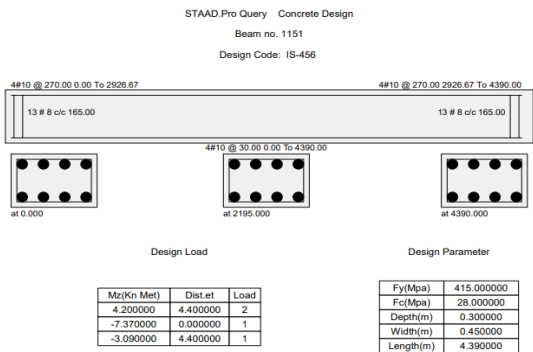 STAAD.Pro Query Concrete Design
Beam no. 1151
Design Code: IS-456
4#10 @ 270.00 0.00 To 2926.67 4#10 @ 270.00 2926.67 To 4390.00
13 # 8 c/c 165.00 13 # 8 c/c 165.00
4#10 @ 30.00 0.00 To 4390.00
at 0.000 at 2195.000 at 4390.000
Design Load Design Parameter
Mz(Kn Met) Dist.et Load
4.200000 4.400000 2
-7.370000 0.000000 1
-3.090000 4.400000 1
Fy(Mpa) 415.000000
Fc(Mpa) 28.000000
Depth(m) 0.300000
Width(m) 0.450000
Length(m) 4.390000